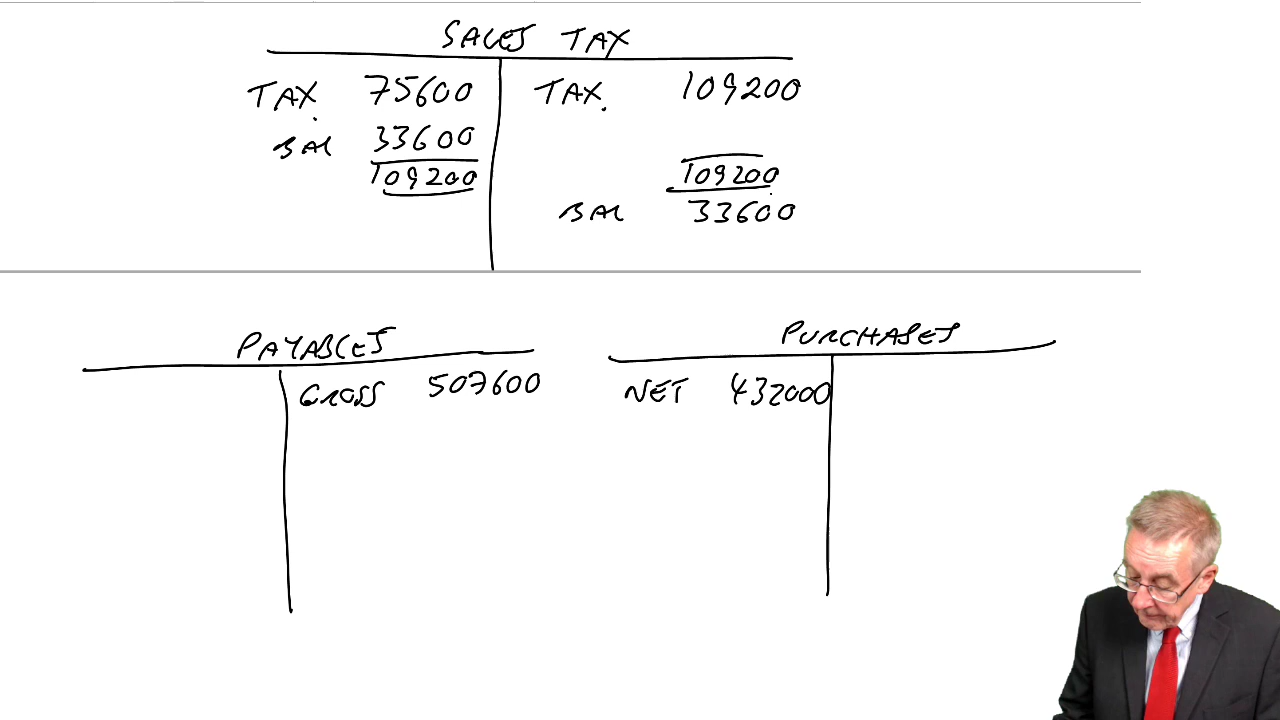 SALES TAX
TAX 75600 TAX. 109200
BAL 33600
109200 109200
BAL 33600
PAYABLES PURCHASES
GROSS 507600 NET 432000